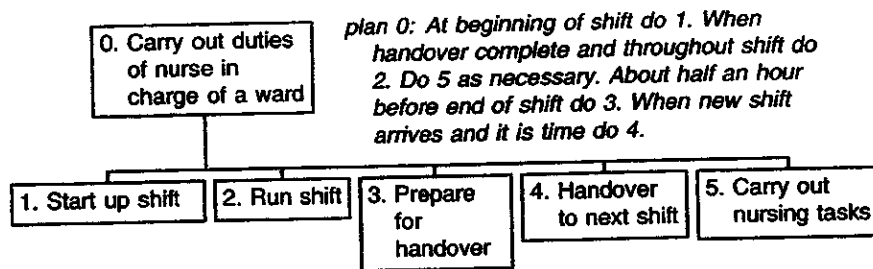 0. Carry out duties
of nurse in
charge of a ward
plan 0: At beginning of shift do 1. When
handover complete and throughout shift do
2. Do 5 as necessary. About half an hour
before end of shift do 3. When new shift
arrives and it is time do 4.
1. Start up shift
2. Run shift
3. Prepare
for
handover
4. Handover
to next shift
5. Carry out
nursing tasks